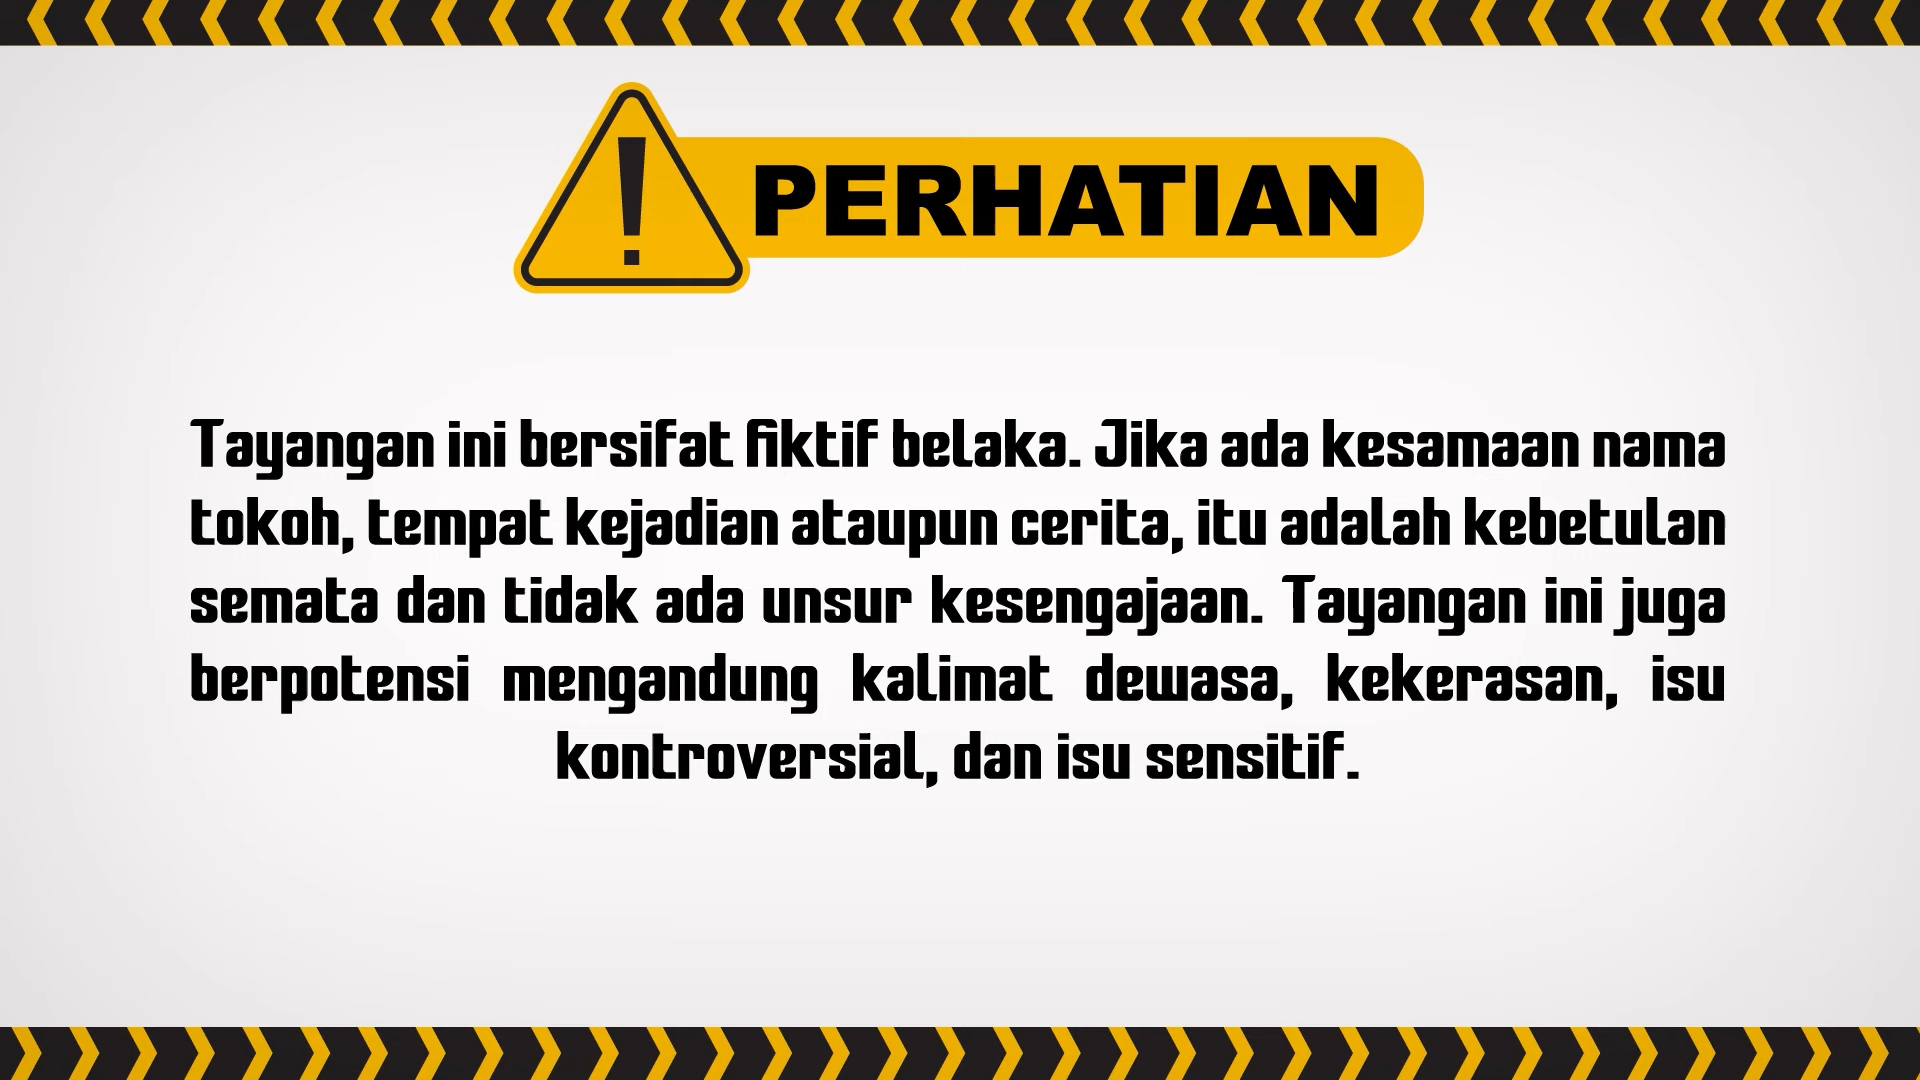 PERHATIAN
Tayangan ini bersifat fiktif belaka. Jika ada kesamaan nama
tokoh, tempat kejadian ataupun cerita, itu adalah kebetulan
semata dan tidak ada unsur kesengajaan. Tayangan ini juga
berpotensi mengandung kalimat dewasa, kekerasan, isu
kontroversial, dan isu sensitif.